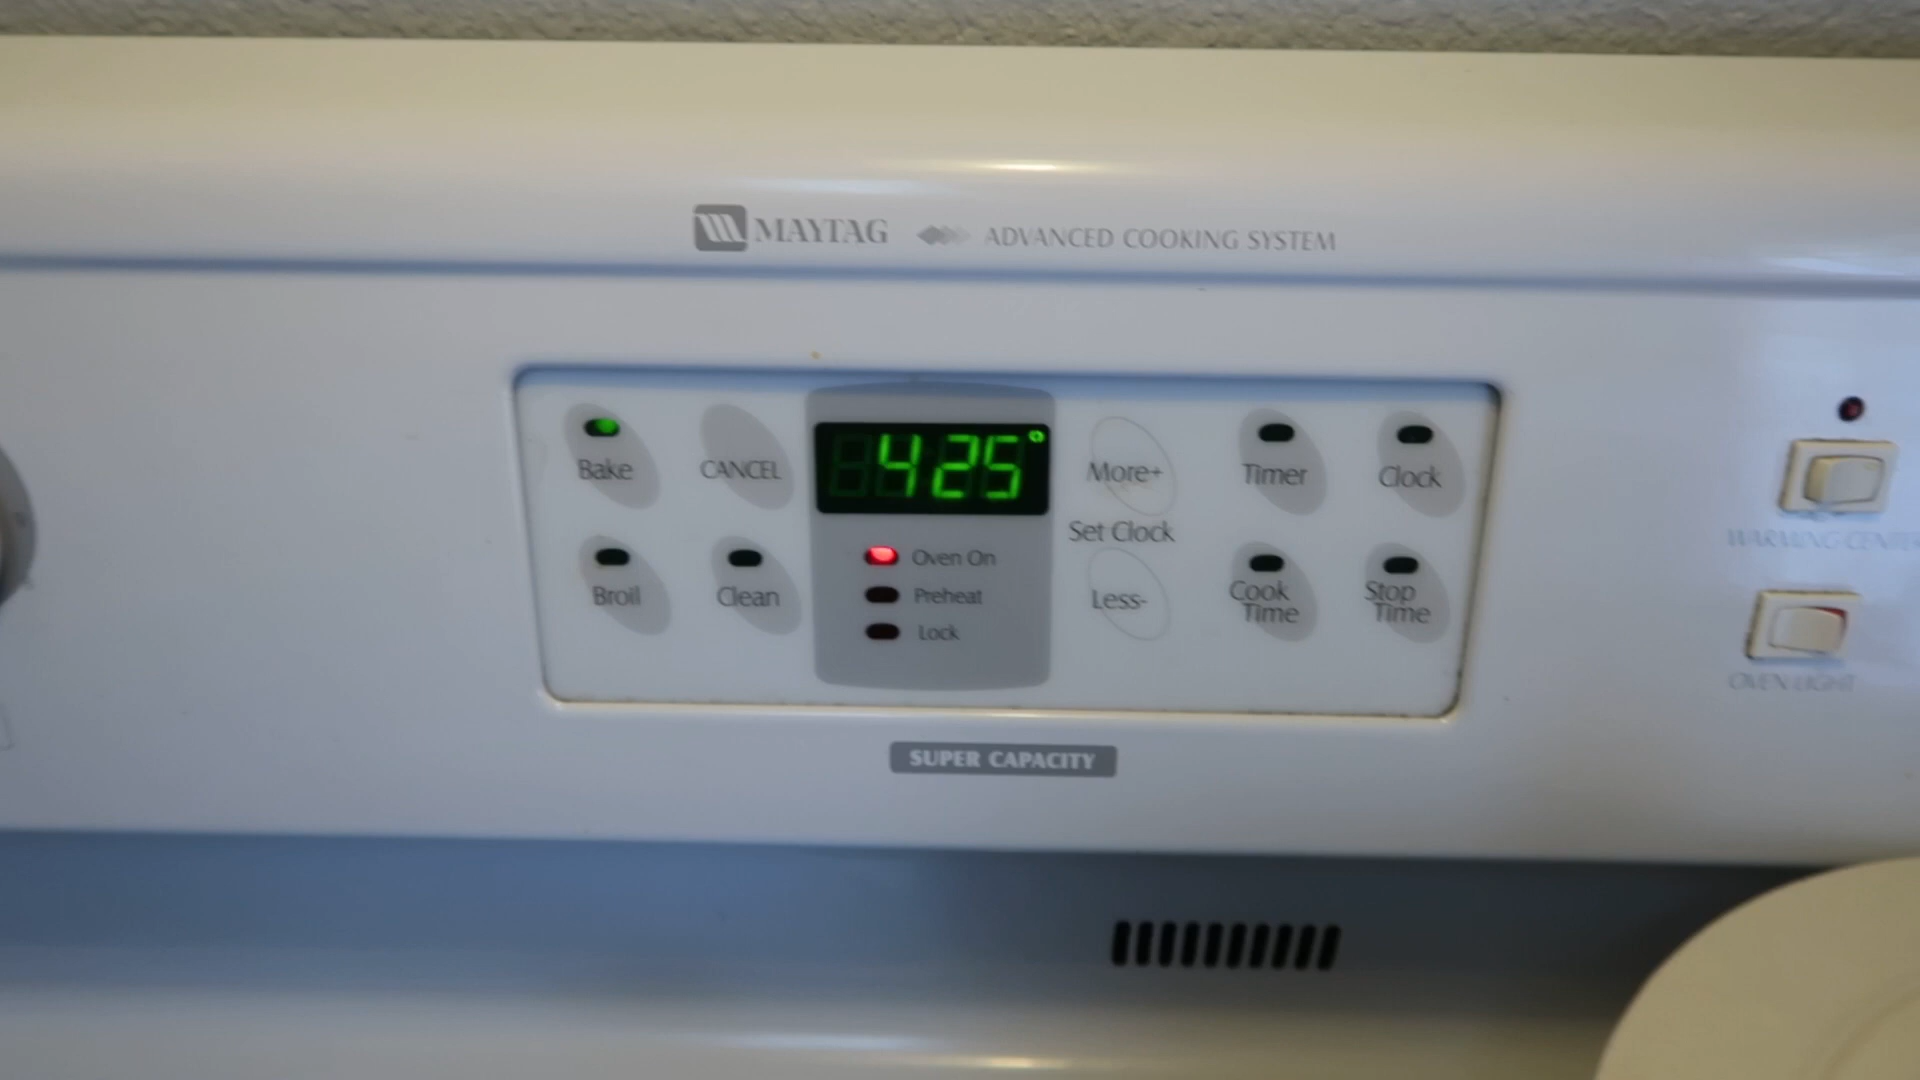 MAYTAG ADVANCED COOKING SYSTEM
Bake
CANCEL
425°
More+
Timer
Clock
Set Clock
Oven On
Preheat
Lock
Broil
Clean
Less-
Cook
Time
Stop
Time
WARMING CENTER
OVEN LIGHT
SUPER CAPACITY